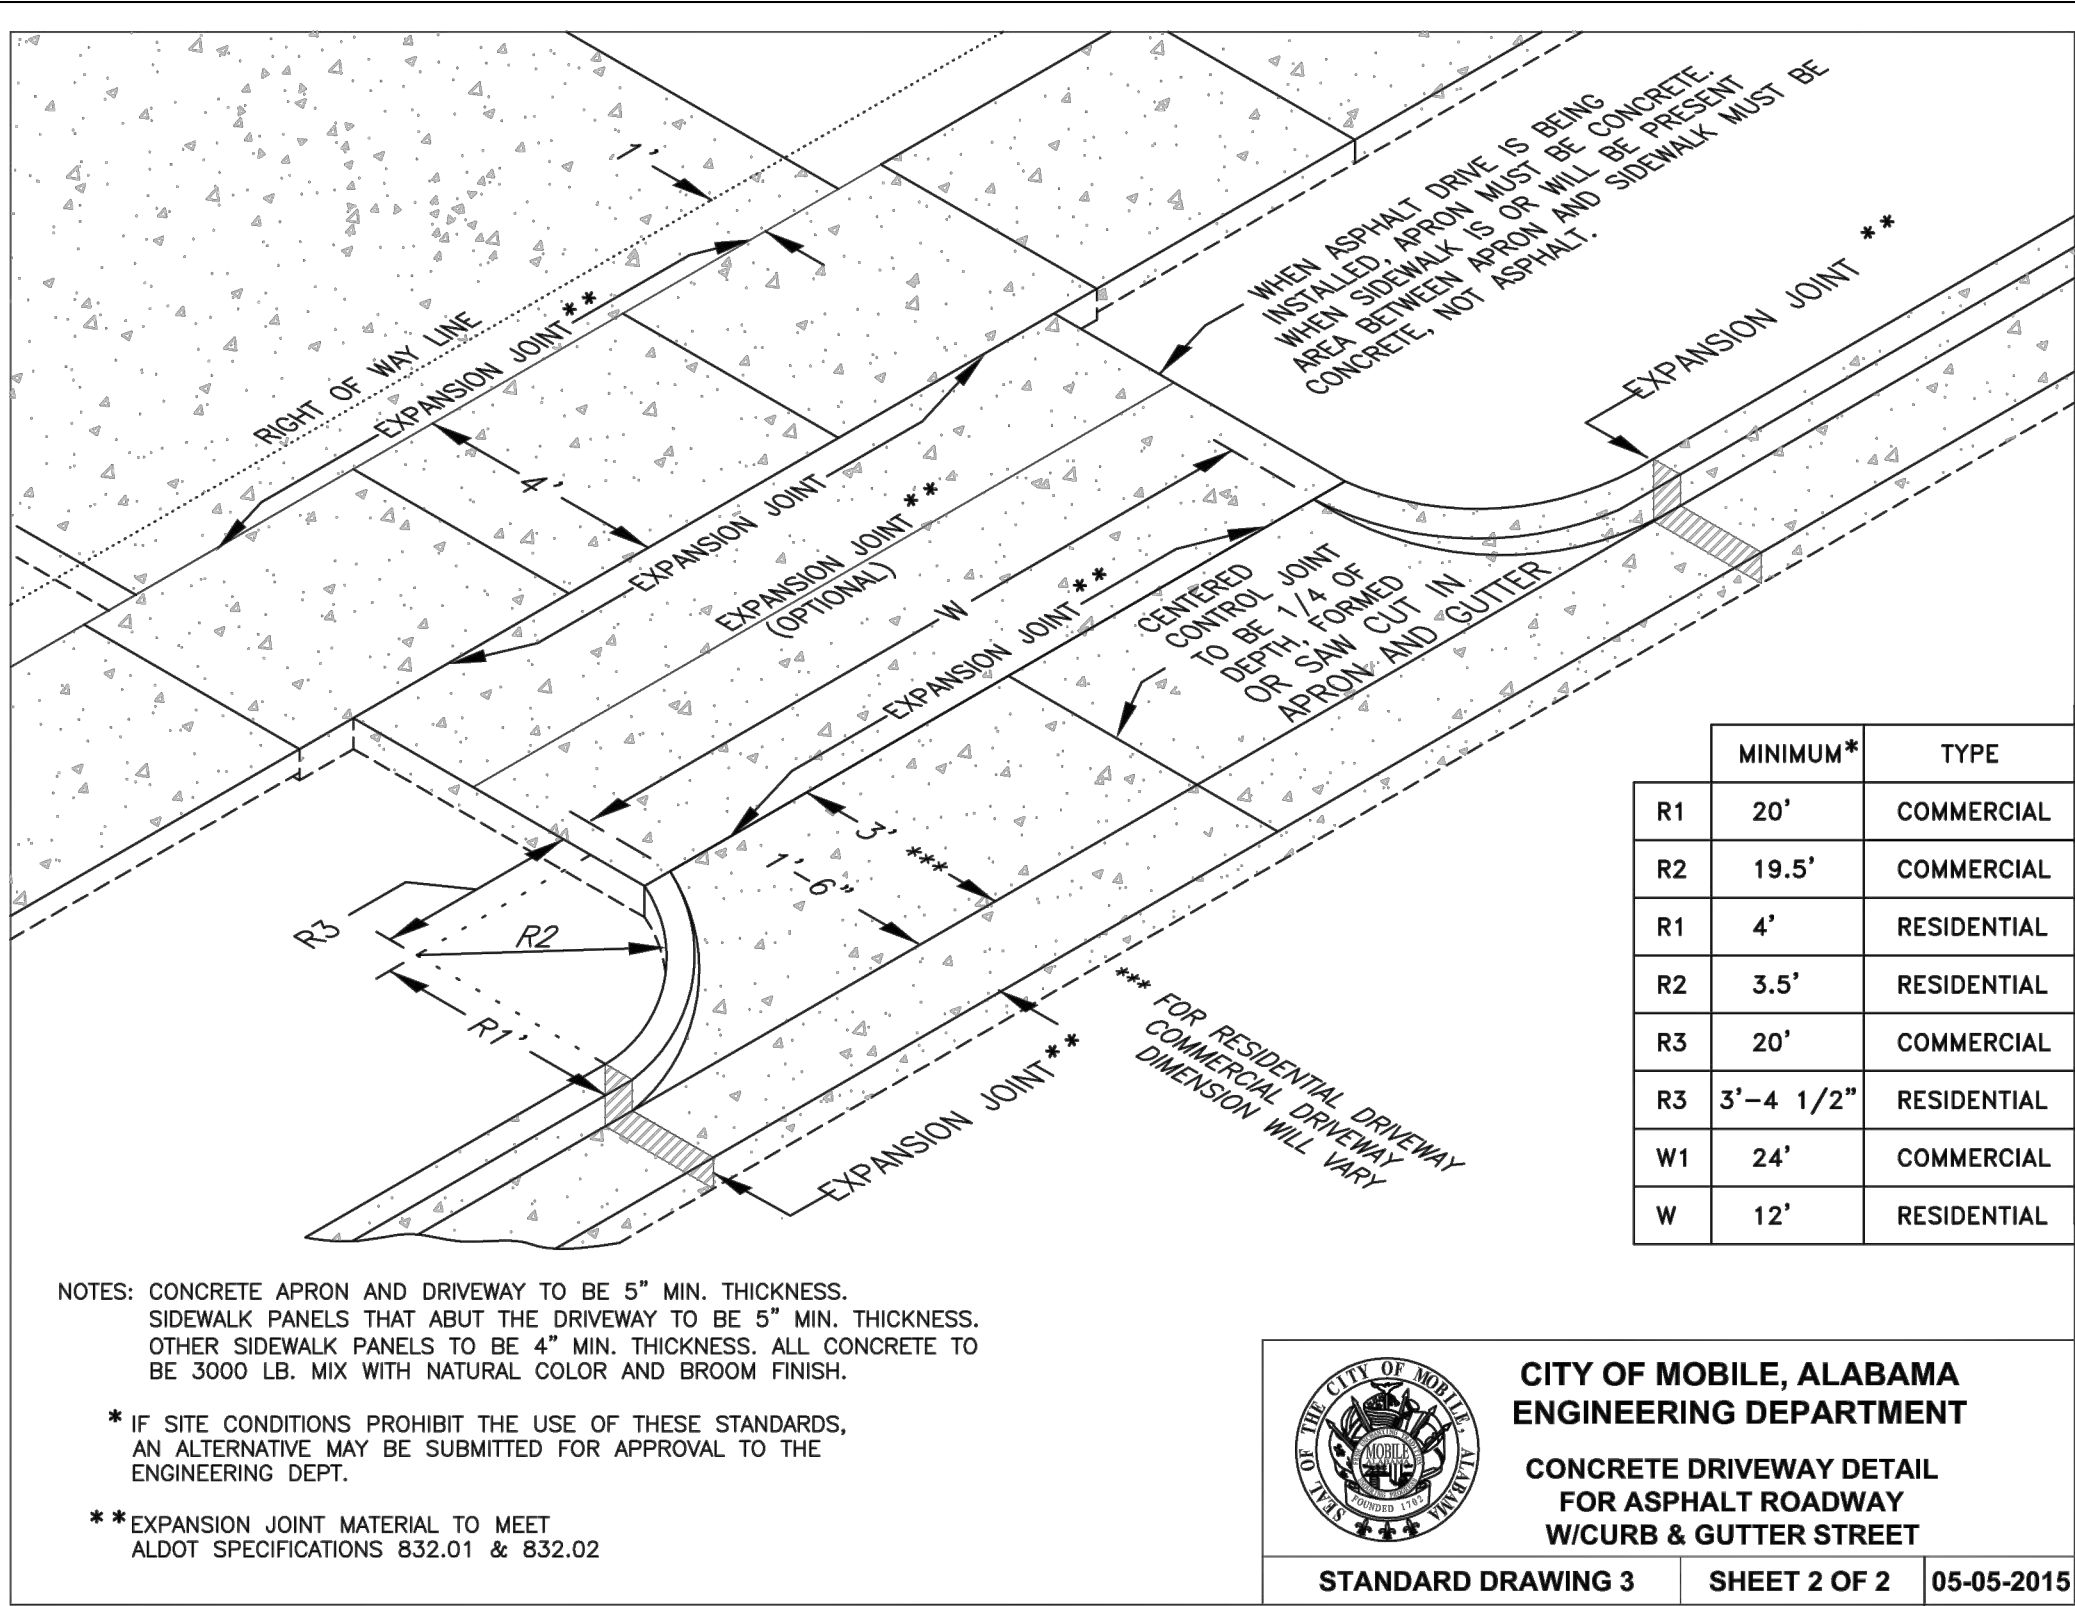 1'
RIGHT OF WAY LINE
EXPANSION JOINT**
4'
EXPANSION JOINT
EXPANSION JOINT**
(OPTIONAL)
W
EXPANSION JOINT**
WHEN ASPHALT DRIVE IS BEING
INSTALLED, APRON MUST BE CONCRETE.
WHEN SIDEWALK IS OR WILL BE PRESENT
AREA BETWEEN APRON AND SIDEWALK MUST BE
CONCRETE, NOT ASPHALT.
EXPANSION JOINT **
CENTERED
CONTROL JOINT
TO BE 1/4 OF
DEPTH, FORMED
OR SAW CUT IN
APRON AND GUTTER
3' ***
1'-6"
R3
R2
R1'
EXPANSION JOINT**
*** FOR RESIDENTIAL DRIVEWAY
COMMERCIAL DRIVEWAY
DIMENSION WILL VARY
MINIMUM* TYPE
R1 20' COMMERCIAL
R2 19.5' COMMERCIAL
R1 4' RESIDENTIAL
R2 3.5' RESIDENTIAL
R3 20' COMMERCIAL
R3 3'-4 1/2" RESIDENTIAL
W1 24' COMMERCIAL
W 12' RESIDENTIAL
NOTES: CONCRETE APRON AND DRIVEWAY TO BE 5" MIN. THICKNESS.
SIDEWALK PANELS THAT ABUT THE DRIVEWAY TO BE 5" MIN. THICKNESS.
OTHER SIDEWALK PANELS TO BE 4" MIN. THICKNESS. ALL CONCRETE TO
BE 3000 LB. MIX WITH NATURAL COLOR AND BROOM FINISH.
* IF SITE CONDITIONS PROHIBIT THE USE OF THESE STANDARDS,
AN ALTERNATIVE MAY BE SUBMITTED FOR APPROVAL TO THE
ENGINEERING DEPT.
** EXPANSION JOINT MATERIAL TO MEET
ALDOT SPECIFICATIONS 832.01 & 832.02
SEAL OF THE CITY OF MOBILE, ALABAMA
MOBILE
ALABAMA
FOUNDED 1702
CITY OF MOBILE, ALABAMA
ENGINEERING DEPARTMENT
CONCRETE DRIVEWAY DETAIL
FOR ASPHALT ROADWAY
W/CURB & GUTTER STREET
STANDARD DRAWING 3
SHEET 2 OF 2
05-05-2015